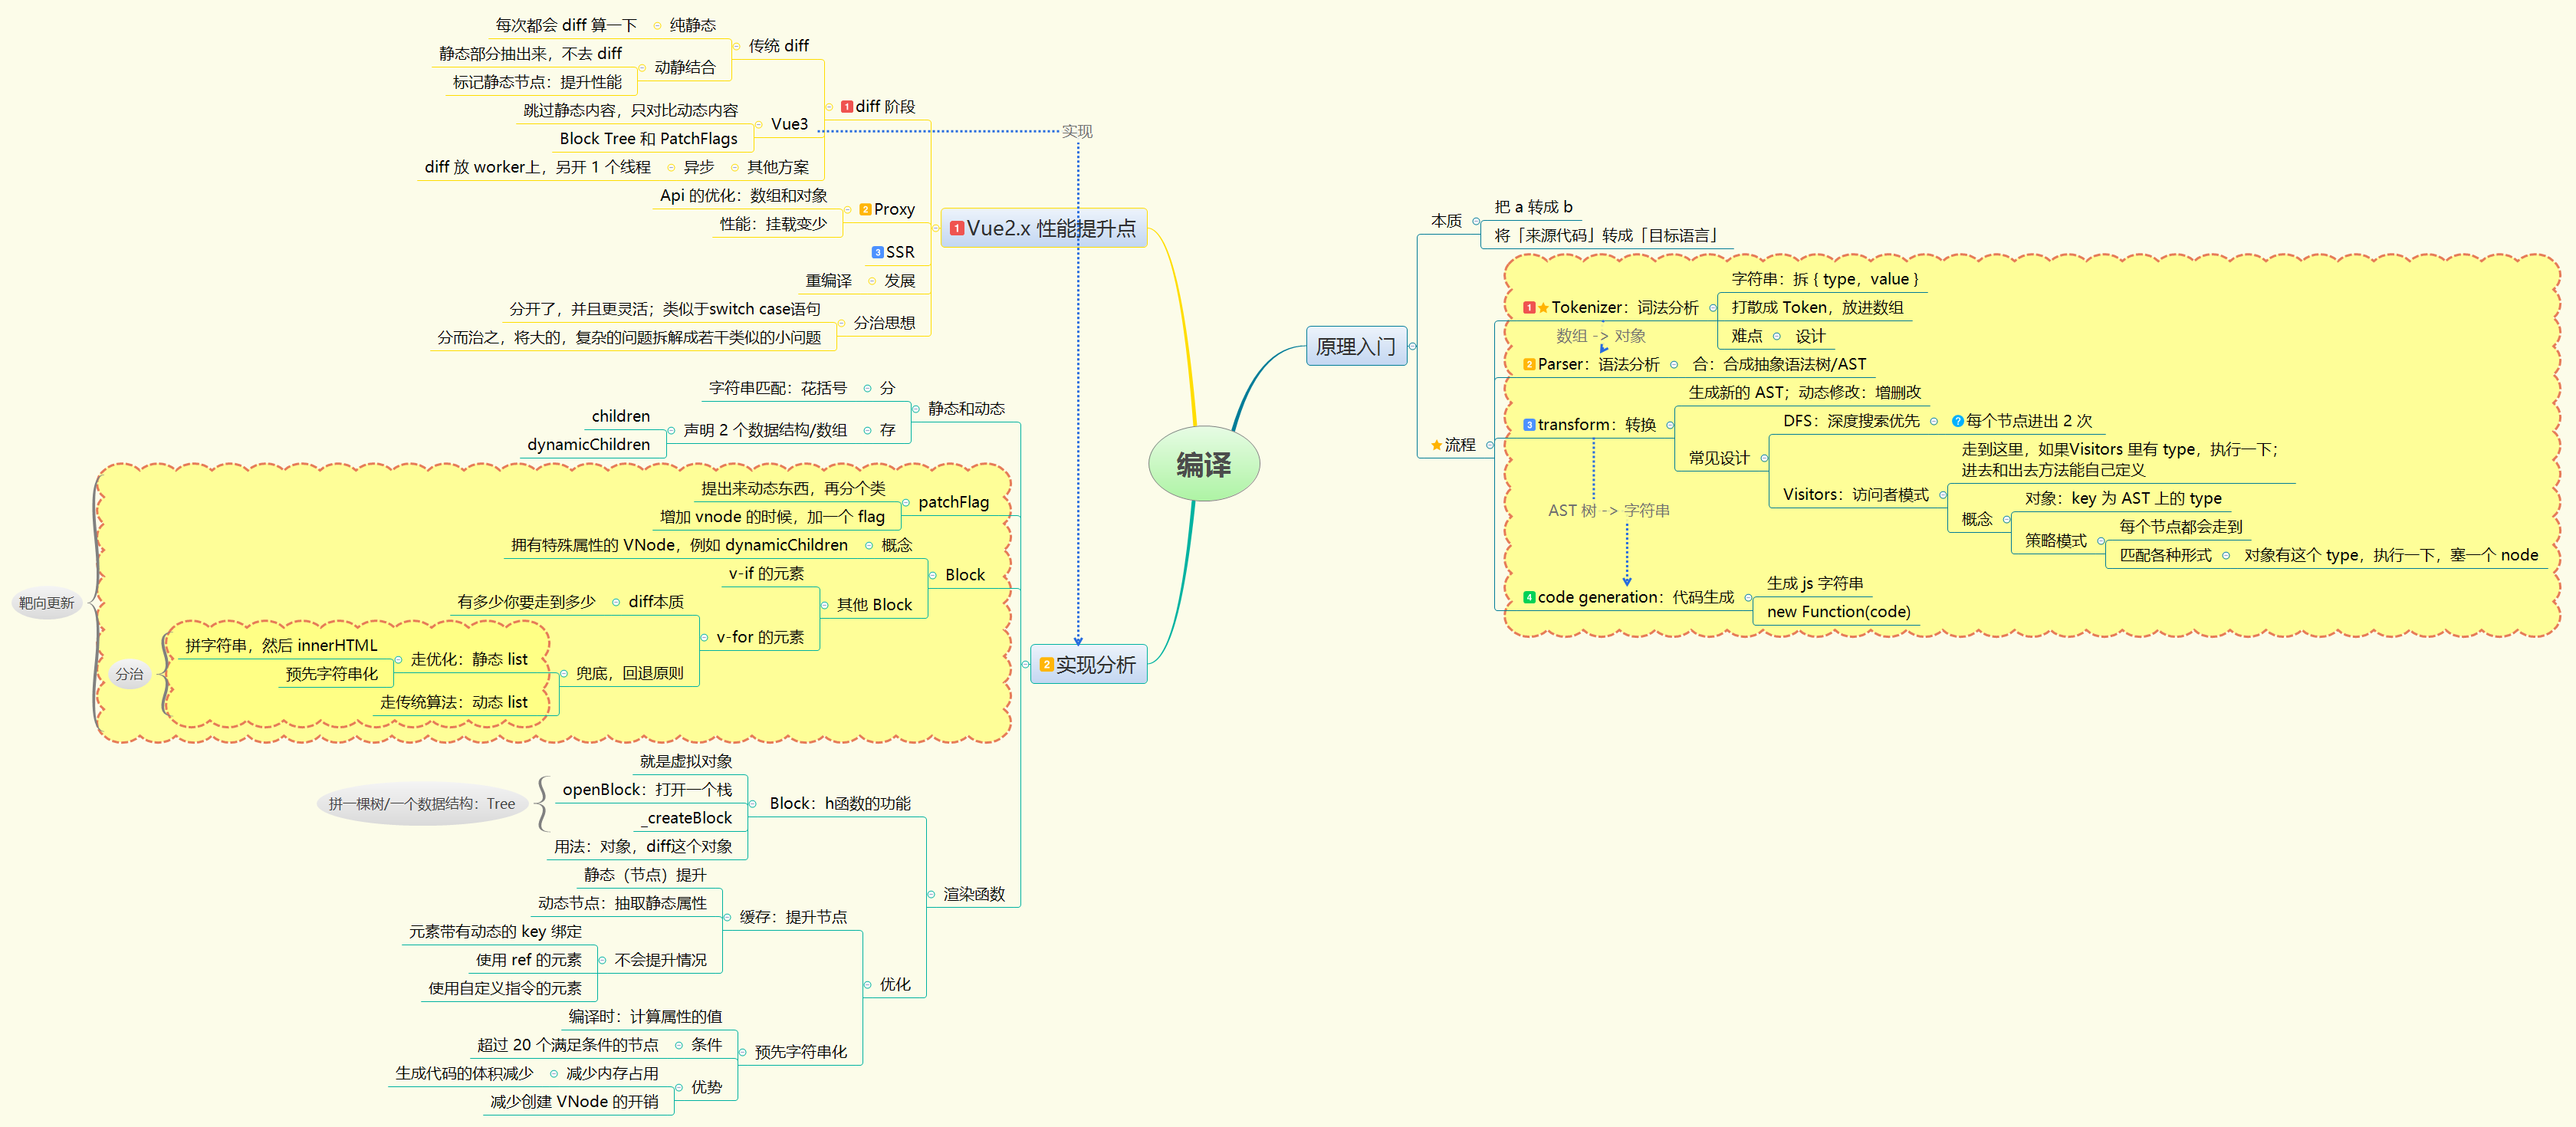 编译
1 Vue2.x 性能提升点
1 diff 阶段
传统 diff
纯静态
每次都会 diff 算一下
动静结合
静态部分抽出来，不去 diff
标记静态节点：提升性能
Vue3
跳过静态内容，只对比动态内容
Block Tree 和 PatchFlags
其他方案
异步
diff 放 worker上，另开 1 个线程
2 Proxy
Api 的优化：数组和对象
性能：挂载变少
3 SSR
发展
重编译
分治思想
分开了，并且更灵活；类似于switch case语句
分而治之，将大的，复杂的问题拆解成若干类似的小问题
实现
2 实现分析
静态和动态
分
字符串匹配：花括号
存
声明 2 个数据结构/数组
children
dynamicChildren
patchFlag
提出来动态东西，再分个类
增加 vnode 的时候，加一个 flag
Block
概念
拥有特殊属性的 VNode，例如 dynamicChildren
其他 Block
v-if 的元素
v-for 的元素
diff本质
有多少你要走到多少
兜底，回退原则
走优化：静态 list
拼字符串，然后 innerHTML
预先字符串化
走传统算法：动态 list
分治
靶向更新
渲染函数
Block：h函数的功能
就是虚拟对象
openBlock：打开一个栈
_createBlock
用法：对象，diff这个对象
拼一棵树/一个数据结构：Tree
优化
缓存：提升节点
静态（节点）提升
动态节点：抽取静态属性
不会提升情况
元素带有动态的 key 绑定
使用 ref 的元素
使用自定义指令的元素
预先字符串化
编译时：计算属性的值
条件
超过 20 个满足条件的节点
优势
减少内存占用
生成代码的体积减少
减少创建 VNode 的开销
原理入门
本质
把 a 转成 b
将「来源代码」转成「目标语言」
流程
1 Tokenizer：词法分析
字符串：拆 { type，value }
打散成 Token，放进数组
难点
设计
数组 -> 对象
2 Parser：语法分析
合：合成抽象语法树/AST
3 transform：转换
生成新的 AST；动态修改：增删改
常见设计
DFS：深度搜索优先
? 每个节点进出 2 次
Visitors：访问者模式
走到这里，如果Visitors 里有 type，执行一下；
进去和出去方法能自己定义
概念
对象：key 为 AST 上的 type
策略模式
每个节点都会走到
匹配各种形式
对象有这个 type，执行一下，塞一个 node
AST 树 -> 字符串
4 code generation：代码生成
生成 js 字符串
new Function(code)